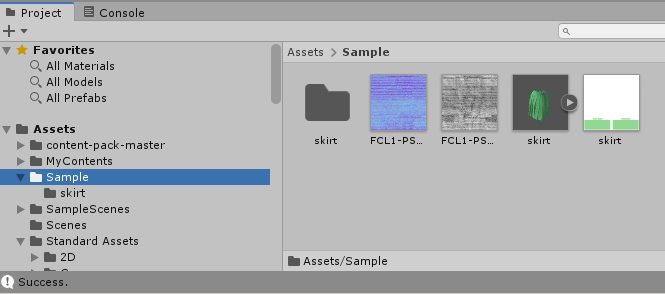 Project Console
Favorites
All Materials
All Models
All Prefabs
Assets
content-pack-master
MyContents
Sample
skirt
SampleScenes
Scenes
Standard Assets
2D
Assets > Sample
skirt FCL1-PS... FCL1-PS... skirt skirt
Assets/Sample
Success.